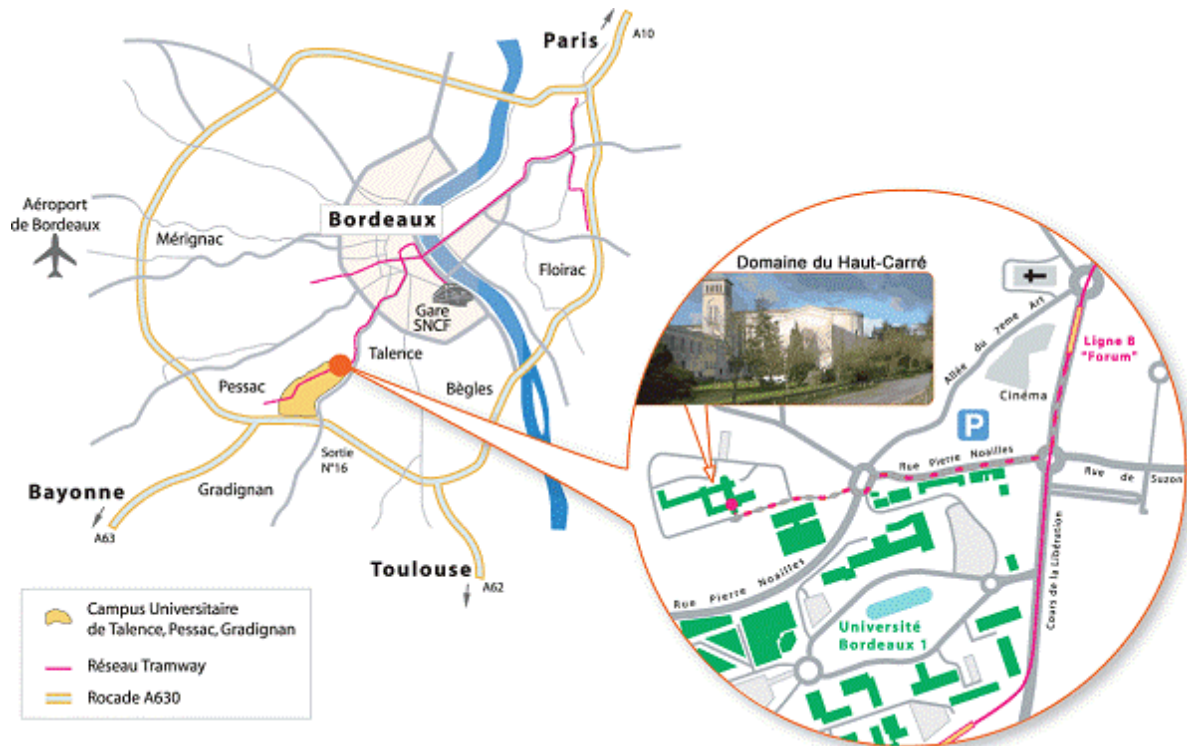 Paris
A10
Aéroport
de Bordeaux
Mérignac
Bordeaux
Floirac
Gare
SNCF
Talence
Pessac
Bègles
Sortie
N°16
Bayonne
Gradignan
A63
Toulouse
A62
Campus Universitaire
de Talence, Pessac, Gradignan
Réseau Tramway
Rocade A630
Domaine du Haut-Carré
Allée du 7eme Art
Ligne B
"Forum"
Cinéma
P
Rue Pierre Noailles
Rue de Suzon
Rue Pierre Noailles
Cours de la Libération
Université
Bordeaux 1